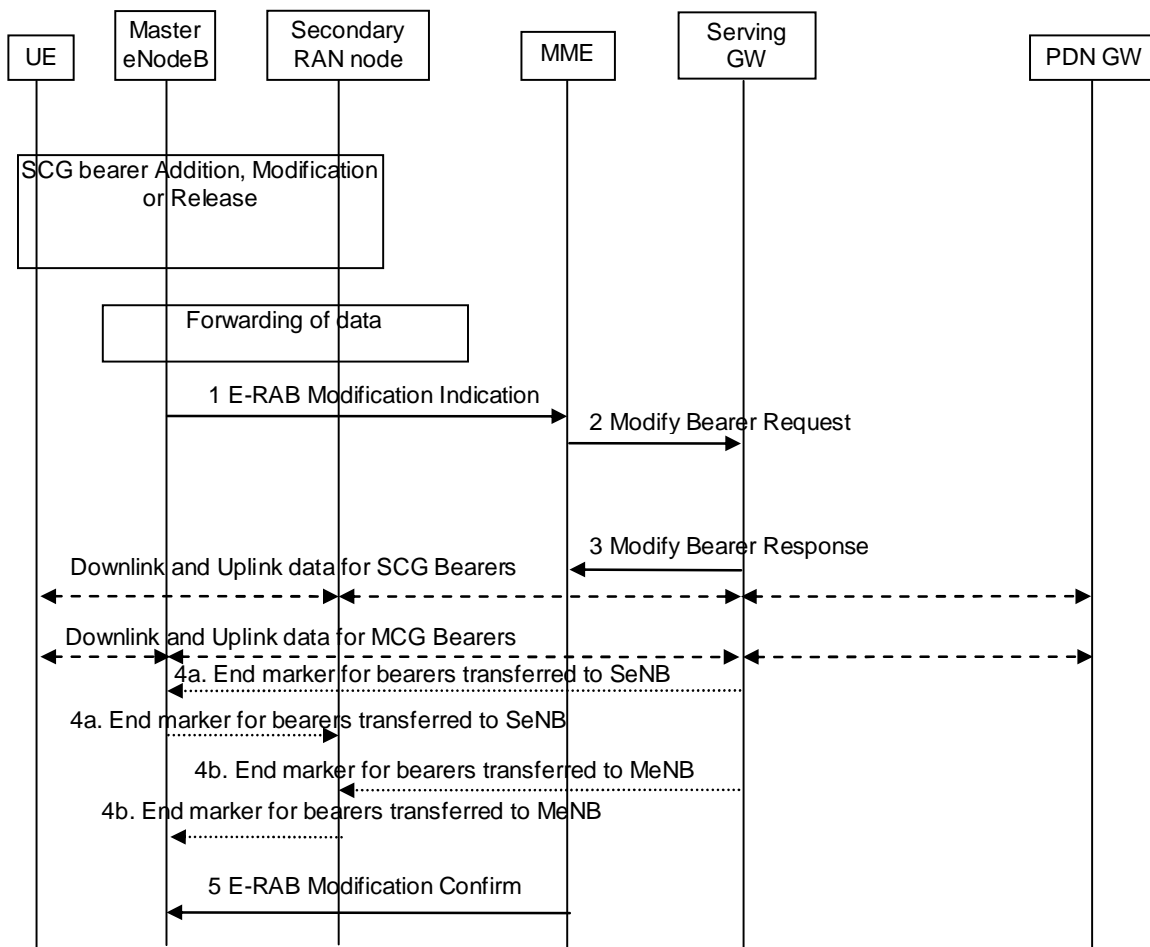 UE
Master
eNodeB
Secondary
RAN node
MME
Serving
GW
PDN GW
SCG bearer Addition, Modification
or Release
Forwarding of data
1 E-RAB Modification Indication
2 Modify Bearer Request
3 Modify Bearer Response
Downlink and Uplink data for SCG Bearers
Downlink and Uplink data for MCG Bearers
4a. End marker for bearers transferred to SeNB
4a. End marker for bearers transferred to SeNB
4b. End marker for bearers transferred to MeNB
4b. End marker for bearers transferred to MeNB
5 E-RAB Modification Confirm